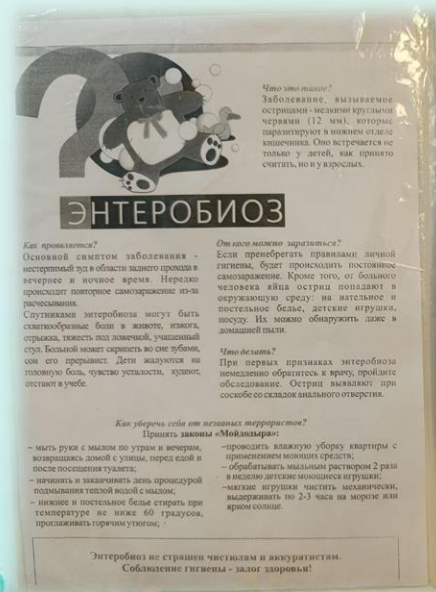 Что это такое?
Заболевание, вызываемое
острицами - мелкими круглыми
червями (12 мм), которые
паразитируют в нижнем отделе
кишечника. Оно встречается не
только у детей, как принято
считать, но и у взрослых.
ЭНТЕРОБИОЗ
Как проявляется?
Основной симптом заболевания -
нестерпимый зуд в области заднего прохода в
вечернее и ночное время. Нередко
происходит повторное самозаражение из-за
расчесывания.
Спутниками энтеробиоза могут быть
схваткообразные боли в животе, изжога,
отрыжка, тяжесть под ложечкой, учащенный
стул. Больной может скрипеть во сне зубами,
сон его прерывист. Дети жалуются на
головную боль, чувство усталости, худеют,
отстают в учебе.
От кого можно заразиться?
Если пренебрегать правилами личной
гигиены, будет происходить постоянное
самозаражение. Кроме того, от больного
человека яйца остриц попадают в
окружающую среду: на нательное и
постельное белье, детские игрушки,
посуду. Их можно обнаружить даже в
домашней пыли.
Что делать?
При первых признаках энтеробиоза
немедленно обратитесь к врачу, пройдите
обследование. Остриц выявляют при
соскобе со складок анального отверстия.
Как уберечь себя от незваных террористов?
Принять законы «Мойдодыра»:
– мыть руки с мылом по утрам и вечерам,
возвращаясь домой с улицы, перед едой и
после посещения туалета;
– начинать и заканчивать день процедурой
подмывания теплой водой с мылом;
– нижнее и постельное белье стирать при
температуре не ниже 60 градусов,
проглаживать горячим утюгом;
–проводить влажную уборку квартиры с
применением моющих средств;
– обрабатывать мыльным раствором 2 раза
в неделю детские моющиеся игрушки;
–мягкие игрушки чистить механически,
выдерживать по 2-3 часа на морозе или
ярком солнце.
Энтеробиоз не страшен чистюлям и аккуратистам.
Соблюдение гигиены - залог здоровья!